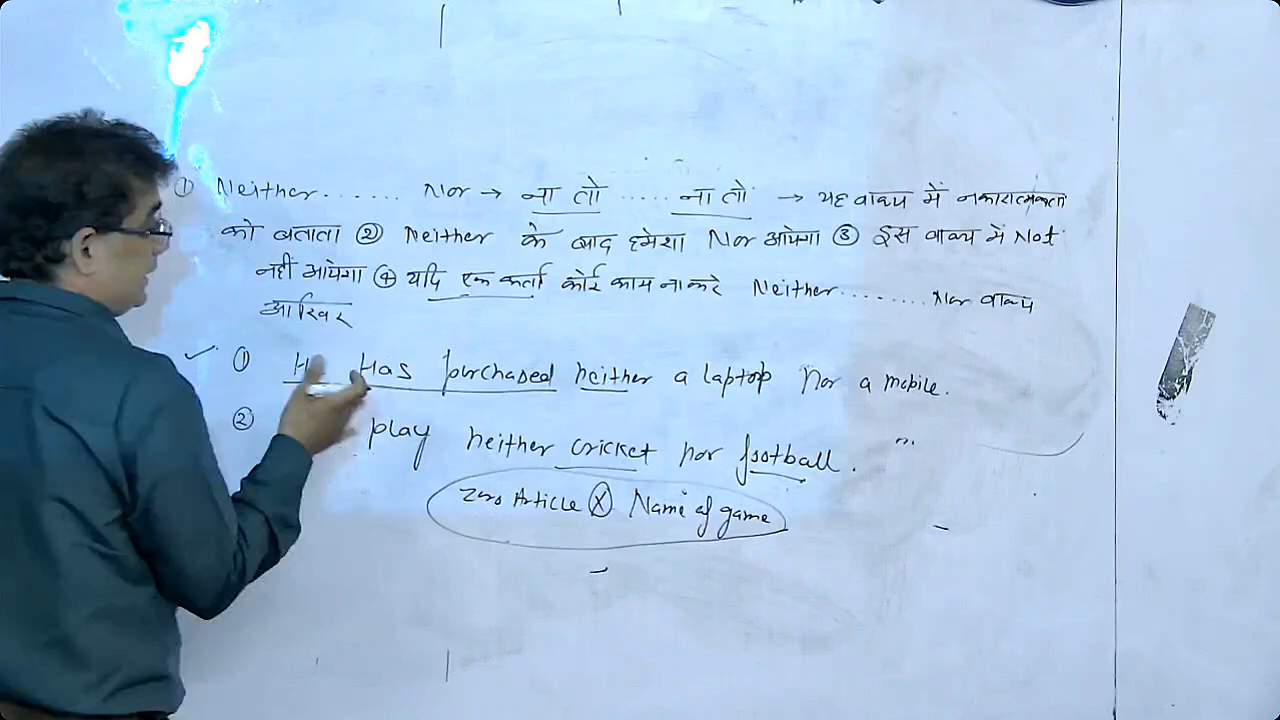 ① Neither...... Nor → ना तो ..... ना तो → यह वाक्य में नकारात्मकता
को बताता ② Neither के बाद हमेशा Nor आयेगा ③ इस वाक्य में Not
नही आयेगा ④ यदि एक कर्ता कोई काम ना करे Neither........ Nor वाक्य
① Has purchased neither a laptop Nor a mobile.
② play neither cricket nor football.
Zero Article ⓧ Name of game